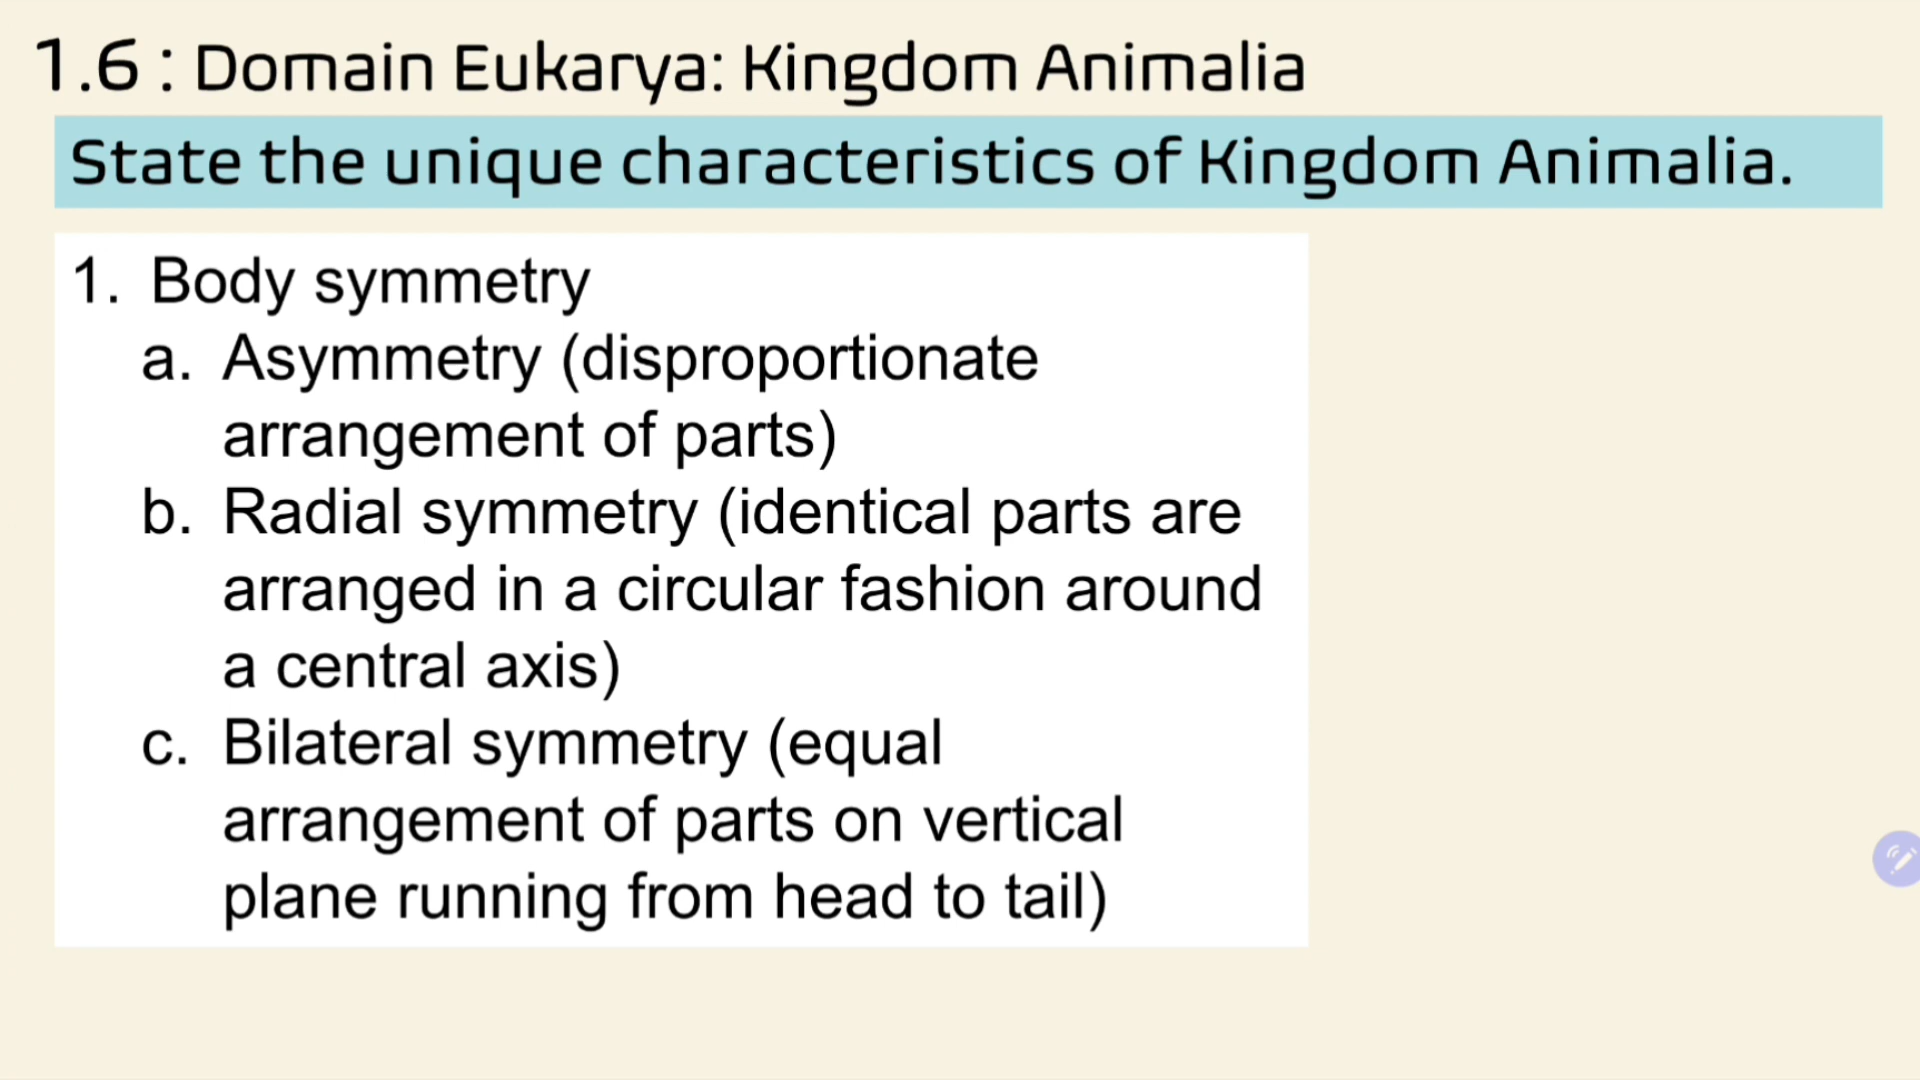 1.6 : Domain Eukarya: Kingdom Animalia
State the unique characteristics of Kingdom Animalia.
1. Body symmetry
a. Asymmetry (disproportionate
arrangement of parts)
b. Radial symmetry (identical parts are
arranged in a circular fashion around
a central axis)
c. Bilateral symmetry (equal
arrangement of parts on vertical
plane running from head to tail)